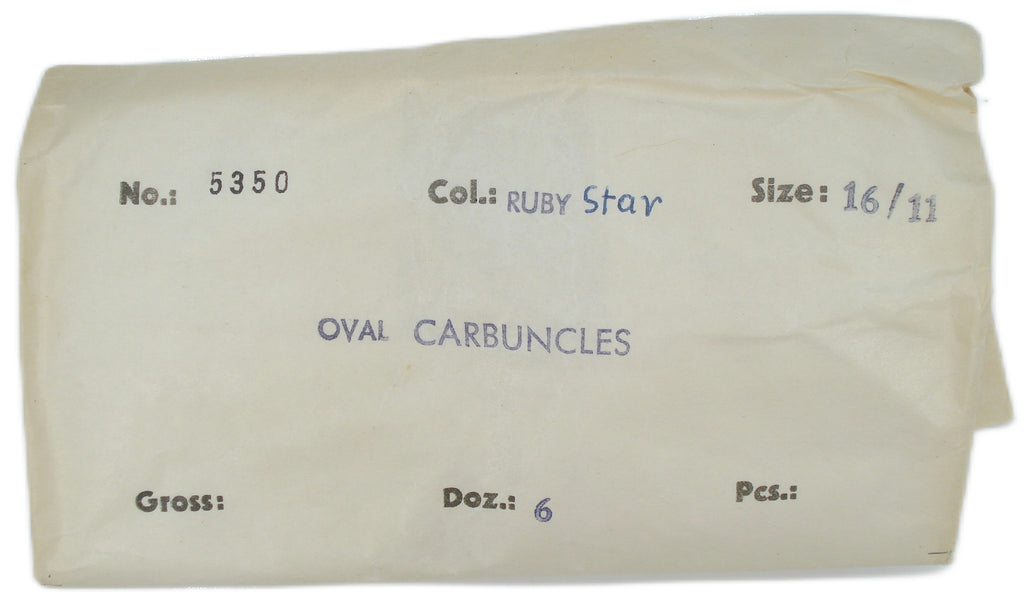 No.: 5350 Col.: RUBY Star Size: 16/11
OVAL CARBUNCLES
Gross: Doz.: 6 Pcs.: